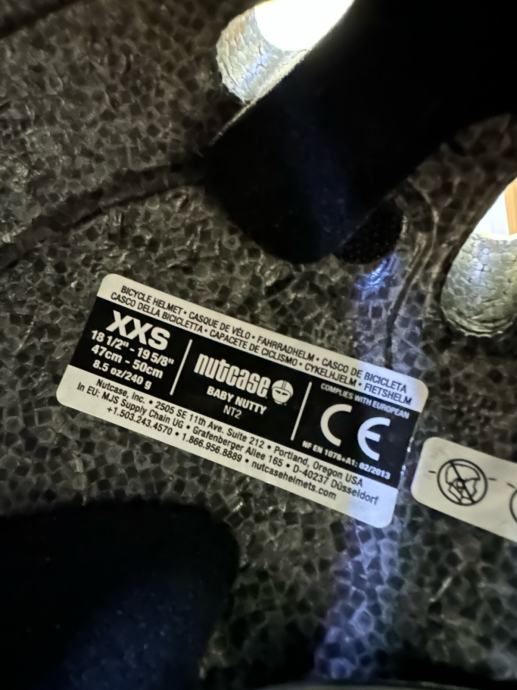 BICYCLE HELMET • CASQUE DE VÉLO • FAHRRADHELM • CASCO DE BICICLETA
CASCO DELLA BICICLETTA • CAPACETE DE CICLISMO • CYKELHJELM • FIETSHELM
XXS
18 1/2" - 19 5/8"
47cm - 50cm
8.5 oz/240 g
nutcase
BABY NUTTY
NT2
COMPLIES WITH EUROPEAN
CE
NF EN 1078+A1: 02/2013
Nutcase, Inc. • 2505 SE 11th Ave. Suite 212 • Portland, Oregon USA
In EU: MJS Supply Chain UG • Grafenberger Allee 165 • D-40237 Düsseldorf
+1.503.243.4570 • 1.866.956.8889 • nutcasehelmets.com